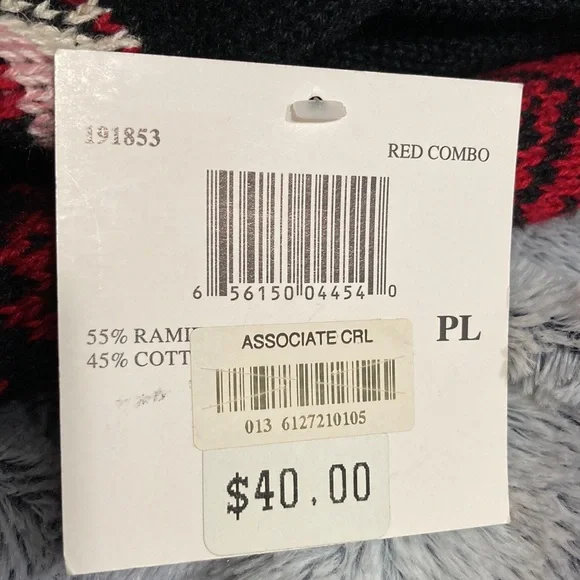 191853
RED COMBO
6 56150 04454 0
55% RAMI
45% COTT
PL
ASSOCIATE CRL
013 6127210105
$40.00